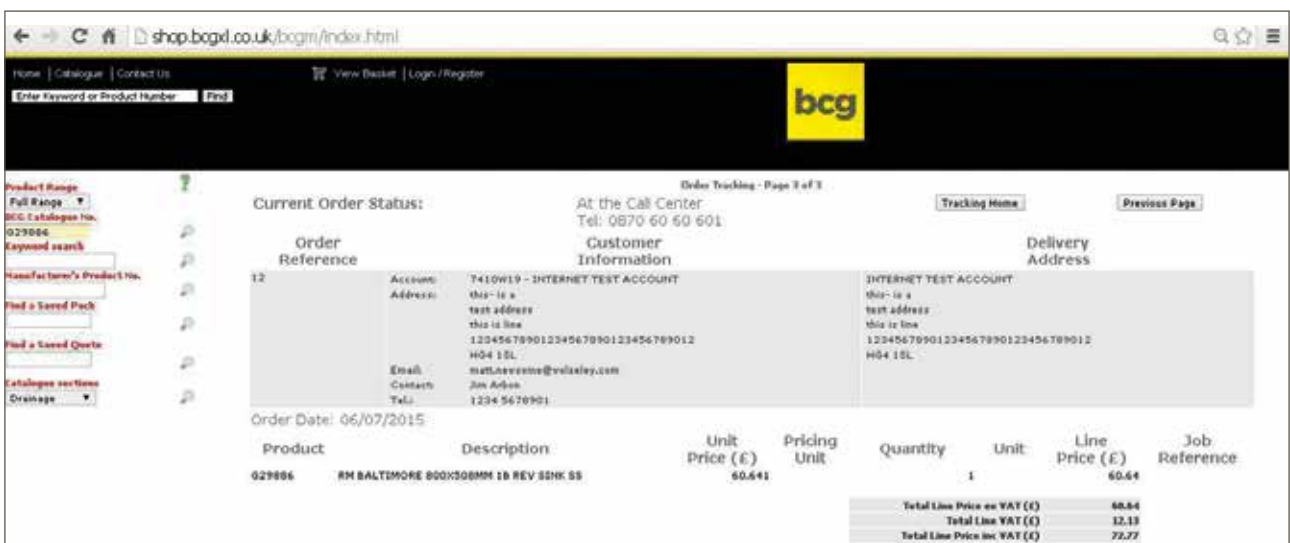 shop.bcgxl.co.uk/bcgm/index.html
Home | Catalogue | Contact Us View Basket | Login / Register
Enter Keyword or Product Number Find
bcg
Order Tracking - Page 3 of 3
Product Range ?
Full Range
Current Order Status: At the Call Center Tracking Home Previous Page
Tel: 0870 60 60 601
BCG Catalogue No.
029886
Keyword search
Manufacturer's Product No.
Find a Saved Pack
Find a Saved Quote
Catalogue sections
Drainage
Order Reference
Customer Information
Delivery Address
12 Account: 7410W19 - INTERNET TEST ACCOUNT INTERNET TEST ACCOUNT
Address: this- is a this- is a
test address test address
this is line this is line
12345678901234567890123456789012 12345678901234567890123456789012
HG4 1SL HG4 1SL
Email:
Contact: Jim
Tel.: 1234 5678901
Order Date: 06/07/2015
Product Description Unit Price (£) Pricing Unit Quantity Unit Line Price (£) Job Reference
029886 RM BALTIMORE 800X508MM 1B REV SINK SS 60.641 1 60.64
Total Line Price ex VAT (£) 60.64
Total Line VAT (£) 12.13
Total Line Price inc VAT (£) 72.77